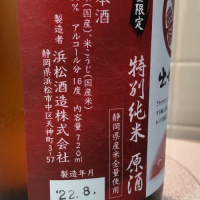 限定
特別純米 原酒
静岡県産米全量使用
本酒
(国産)、米こうじ(国産米)
% アルコール分16度 内容量720ml
製造者
浜松酒造株式会社
静岡県浜松市中区天神町3-57
製造年月
'22.8.